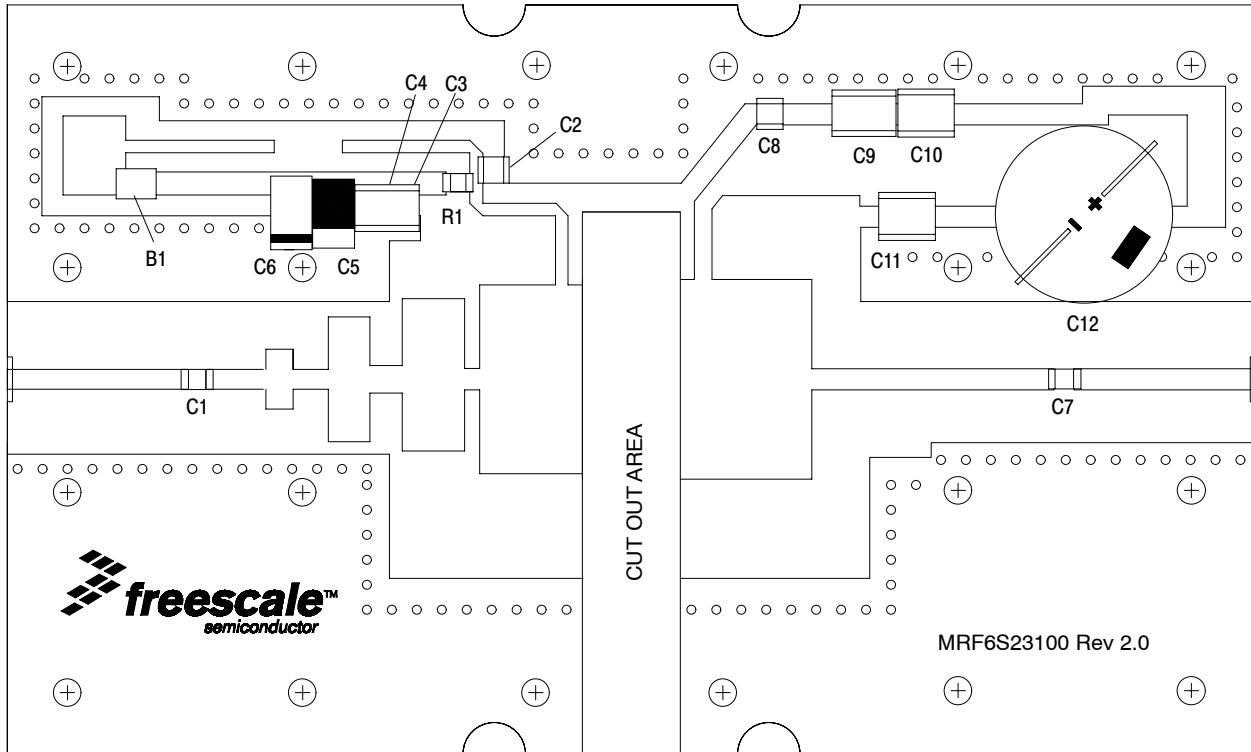 C4
C3
C2
C8
C9
C10
R1
B1
C6
C5
C11
C12
C1
C7
CUT OUT AREA
freescale™
semiconductor
MRF6S23100 Rev 2.0